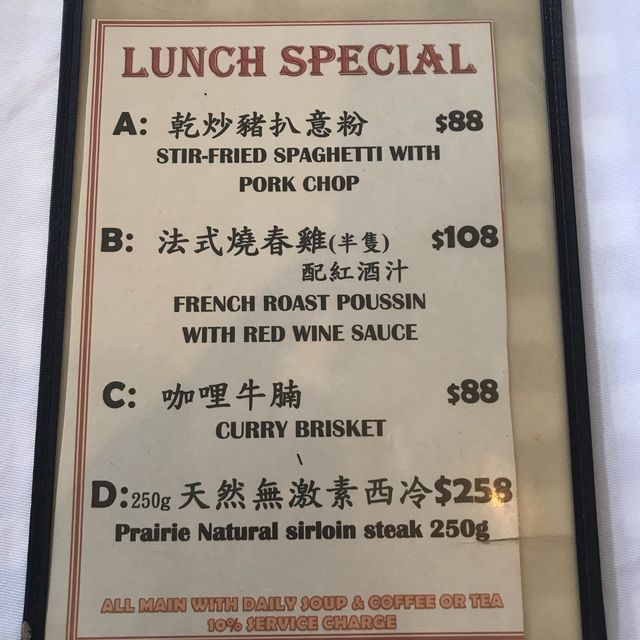 LUNCH SPECIAL
A: 乾炒豬扒意粉 $88
STIR-FRIED SPAGHETTI WITH
PORK CHOP
B: 法式燒春雞(半隻) $108
配紅酒汁
FRENCH ROAST POUSSIN
WITH RED WINE SAUCE
C: 咖哩牛腩 $88
CURRY BRISKET
D:250g 天然無激素西冷$258
Prairie Natural sirloin steak 250g
ALL MAIN WITH DAILY SOUP & COFFEE OR TEA
10% SERVICE CHARGE